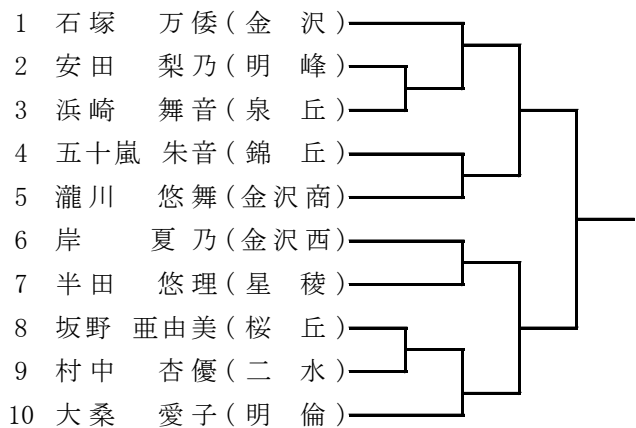 1 石塚 万倭(金 沢)
2 安田 梨乃(明 峰)
3 浜崎 舞音(泉 丘)
4 五十嵐 朱音(錦 丘)
5 瀧川 悠舞(金沢商)
6 岸 夏乃(金沢西)
7 半田 悠理(星 稜)
8 坂野 亜由美(桜 丘)
9 村中 杏優(二 水)
10 大桑 愛子(明 倫)